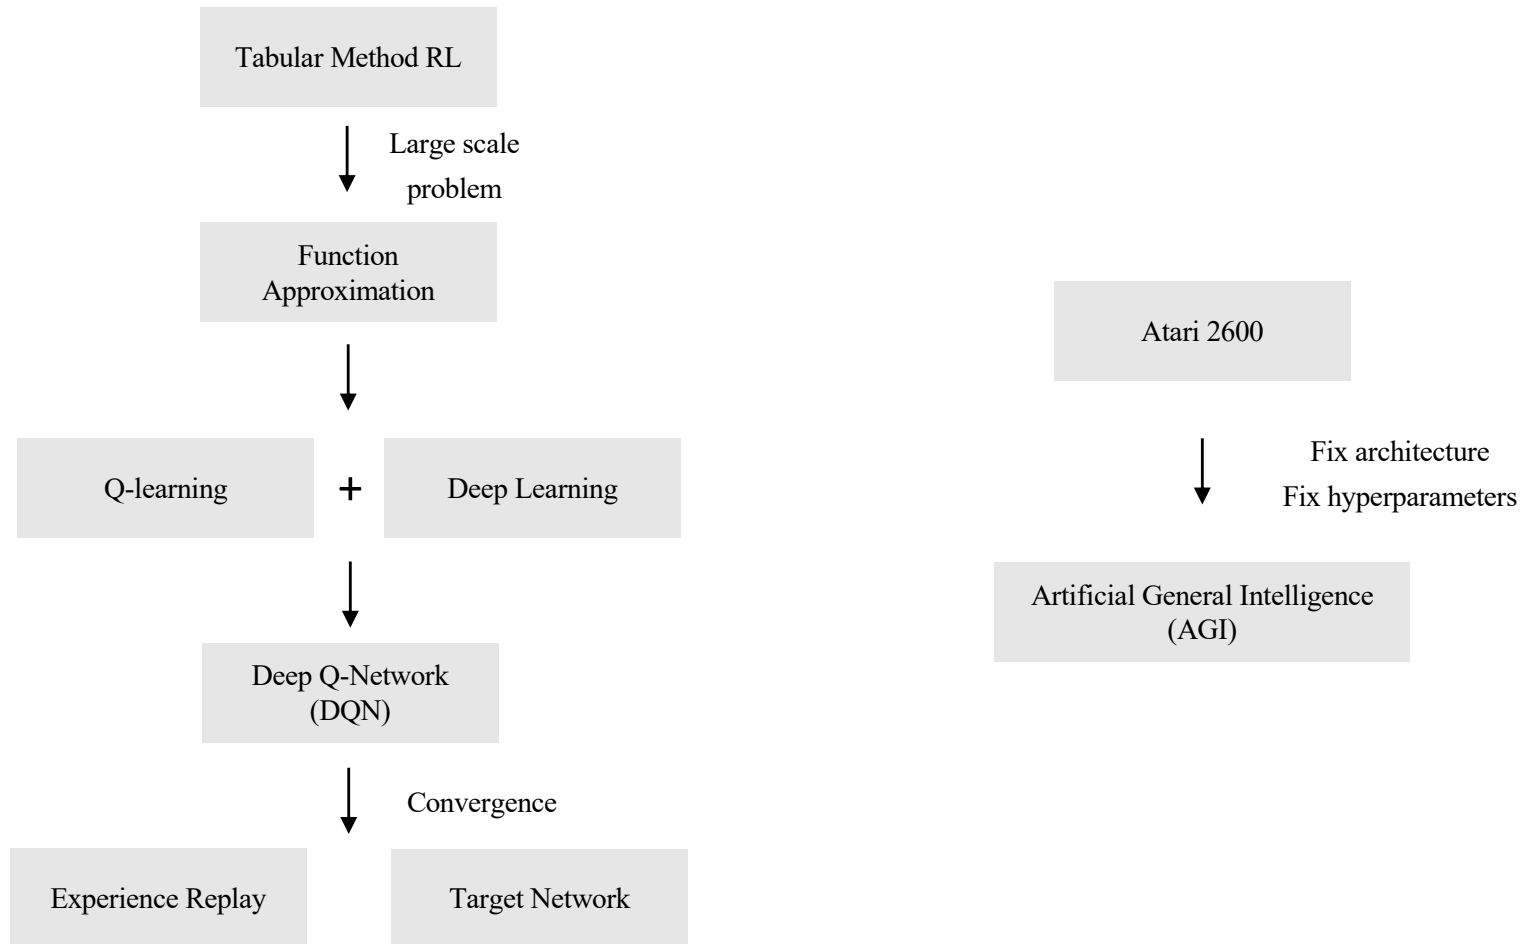 Tabular Method RL
Large scale
problem
Function
Approximation
Q-learning
+
Deep Learning
Deep Q-Network
(DQN)
Convergence
Experience Replay
Target Network
Atari 2600
Fix architecture
Fix hyperparameters
Artificial General Intelligence
(AGI)